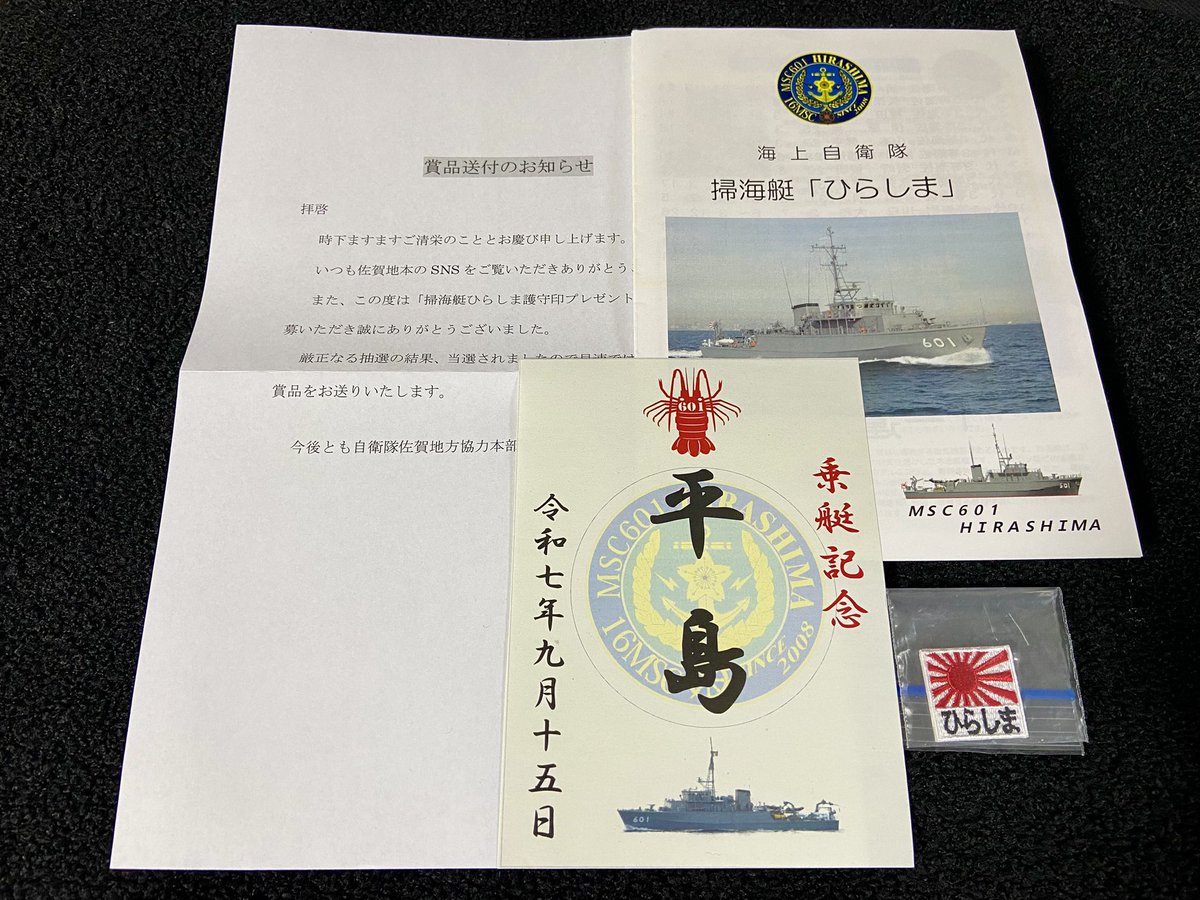 賞品送付のお知らせ
拝啓
時下ますますご清栄のこととお慶び申し上げます。
いつも佐賀地本のSNSをご覧いただきありがとう
また、この度は「掃海艇ひらしま護守印プレゼント
募いただき誠にありがとうございました。
厳正なる抽選の結果、当選されましたので早速では
賞品をお送りいたします。
今後とも自衛隊佐賀地方協力本部
MSC601 HIRASHIMA
16MSC SINCE 2008
海上自衛隊
掃海艇「ひらしま」
601
601
MSC601
HIRASHIMA
601
乗艇記念
平島
MSC601 HIRASHIMA
16MSC SINCE 2008
令和七年九月十五日
601
ひらしま